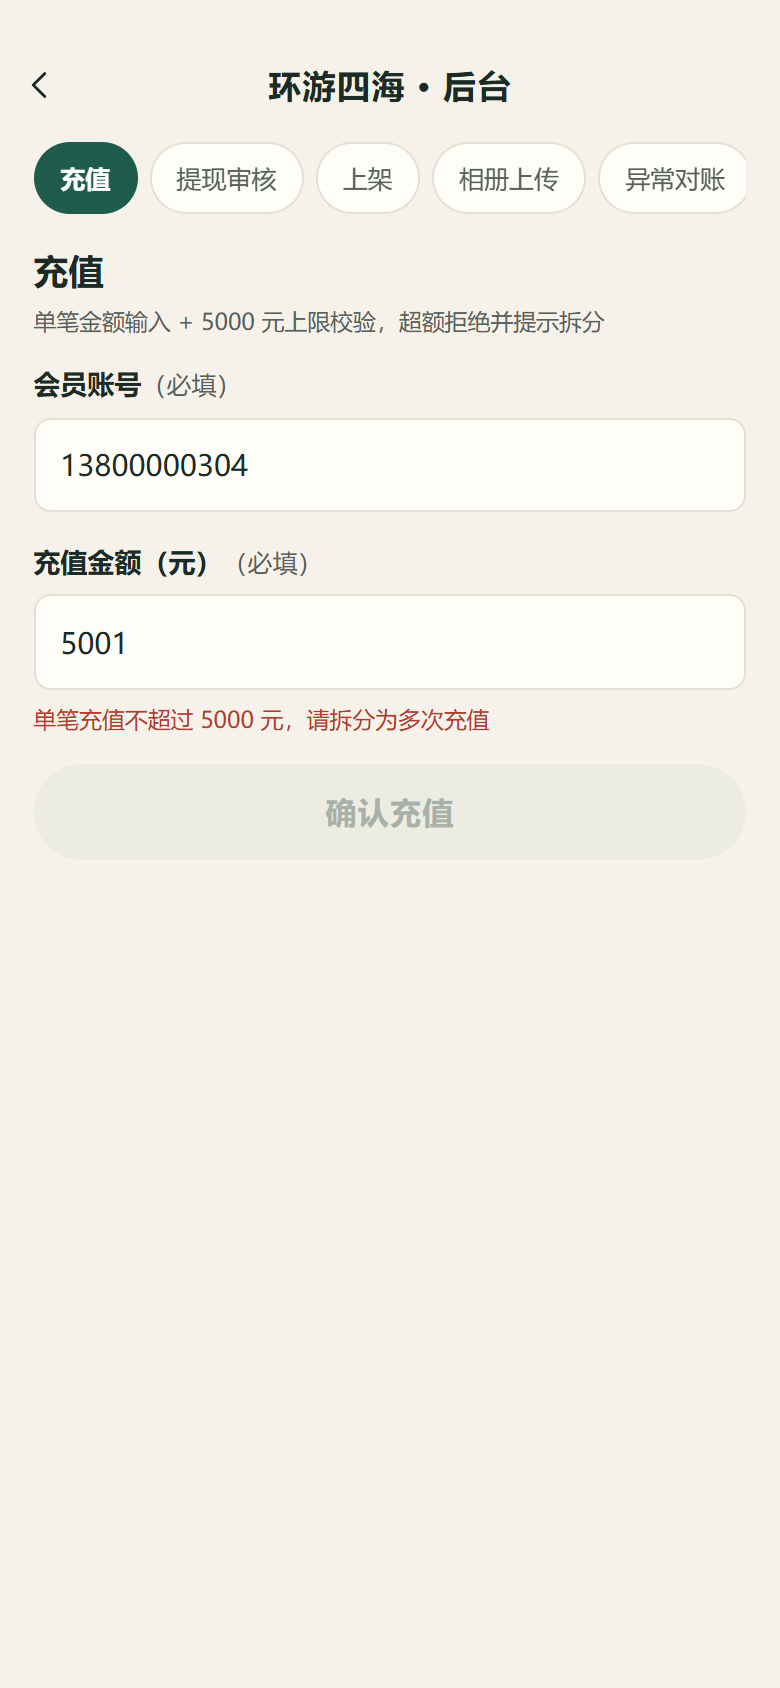 环游四海 · 后台
充值 提现审核 上架 相册上传 异常对账
充值
单笔金额输入 + 5000 元上限校验，超额拒绝并提示拆分
会员账号（必填）
13800000304
充值金额（元）（必填）
5001
单笔充值不超过 5000 元，请拆分为多次充值
确认充值